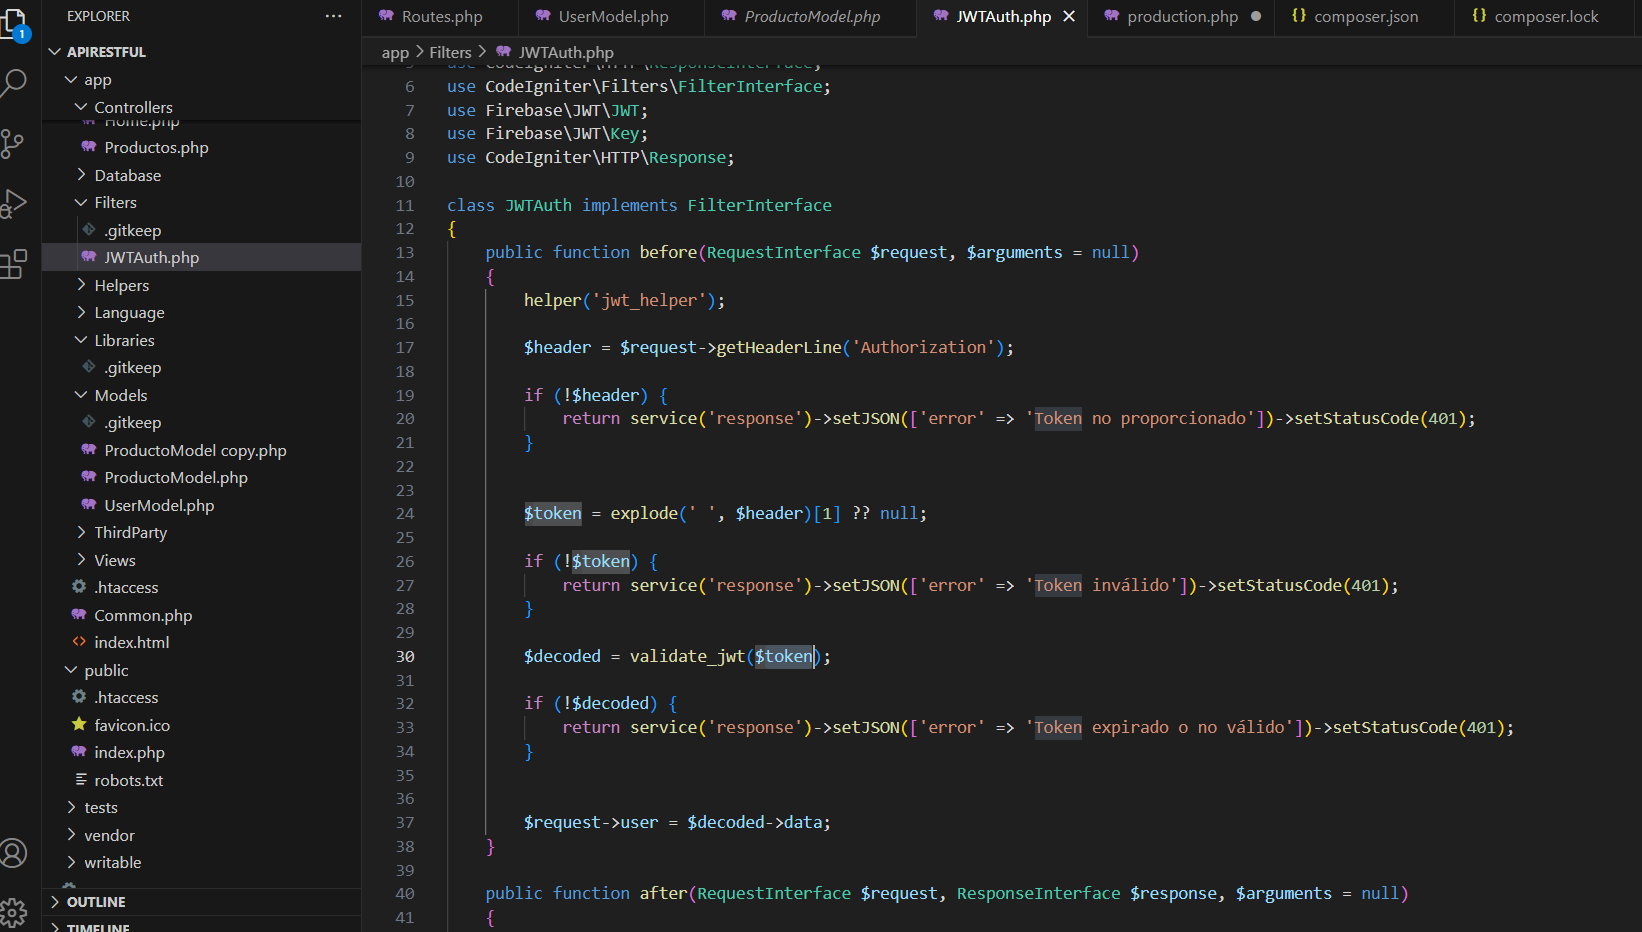 EXPLORER
Routes.php
UserModel.php
ProductoModel.php
JWTAuth.php
production.php
composer.json
composer.lock
1
APIRESTFUL
app
Controllers
Home.php
Productos.php
Database
Filters
.gitkeep
JWTAuth.php
Helpers
Language
Libraries
.gitkeep
Models
.gitkeep
ProductoModel copy.php
ProductoModel.php
UserModel.php
ThirdParty
Views
.htaccess
Common.php
index.html
public
.htaccess
favicon.ico
index.php
robots.txt
tests
vendor
writable
OUTLINE
TIMELINE
app > Filters > JWTAuth.php
5 use CodeIgniter\HTTP\ResponseInterface;
6 use CodeIgniter\Filters\FilterInterface;
7 use Firebase\JWT\JWT;
8 use Firebase\JWT\Key;
9 use CodeIgniter\HTTP\Response;
10
11 class JWTAuth implements FilterInterface
12 {
13 public function before(RequestInterface $request, $arguments = null)
14 {
15 helper('jwt_helper');
16
17 $header = $request->getHeaderLine('Authorization');
18
19 if (!$header) {
20 return service('response')->setJSON(['error' => 'Token no proporcionado'])->setStatusCode(401);
21 }
22
23
24 $token = explode(' ', $header)[1] ?? null;
25
26 if (!$token) {
27 return service('response')->setJSON(['error' => 'Token inválido'])->setStatusCode(401);
28 }
29
30 $decoded = validate_jwt($token);
31
32 if (!$decoded) {
33 return service('response')->setJSON(['error' => 'Token expirado o no válido'])->setStatusCode(401);
34 }
35
36
37 $request->user = $decoded->data;
38 }
39
40 public function after(RequestInterface $request, ResponseInterface $response, $arguments = null)
41 {